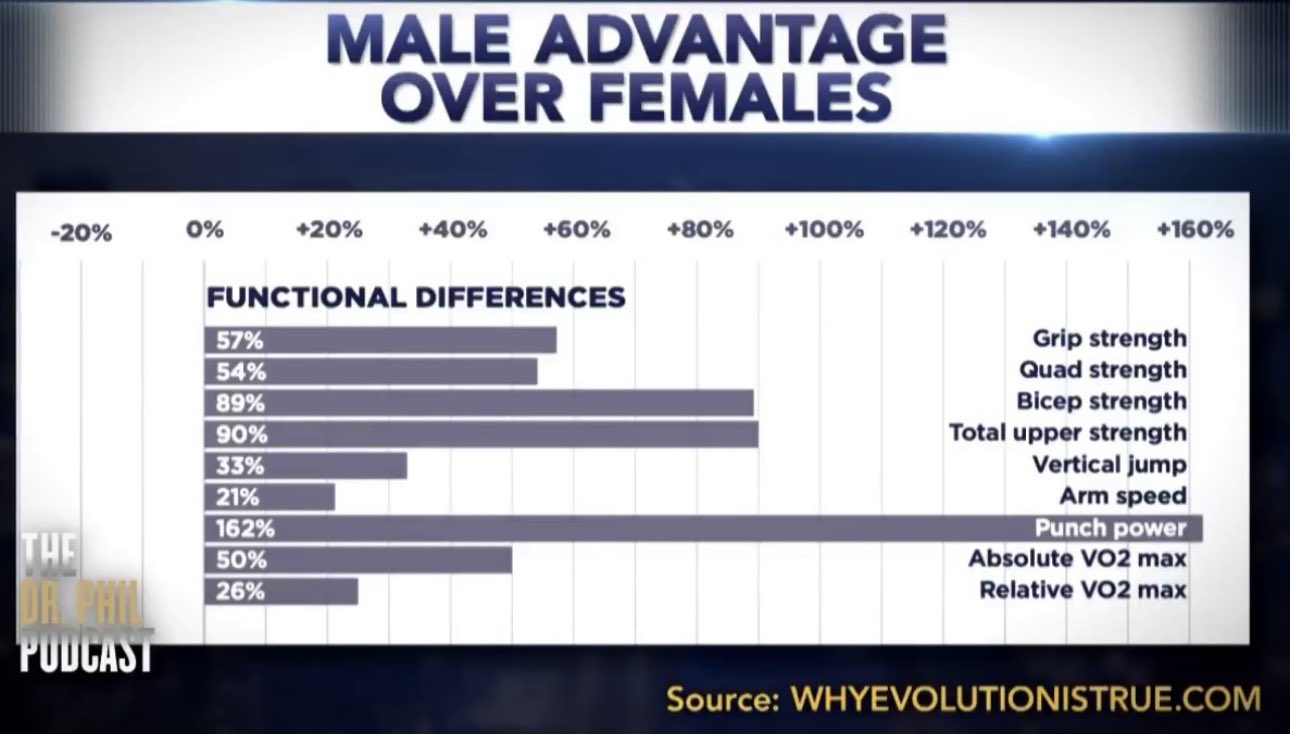 MALE ADVANTAGE
OVER FEMALES
-20% 0% +20% +40% +60% +80% +100% +120% +140% +160%
FUNCTIONAL DIFFERENCES
57% Grip strength
54% Quad strength
89% Bicep strength
90% Total upper strength
33% Vertical jump
21% Arm speed
162% Punch power
50% Absolute VO2 max
26% Relative VO2 max
THE
DR. PHIL
PODCAST
Source: WHYEVOLUTIONISTRUE.COM